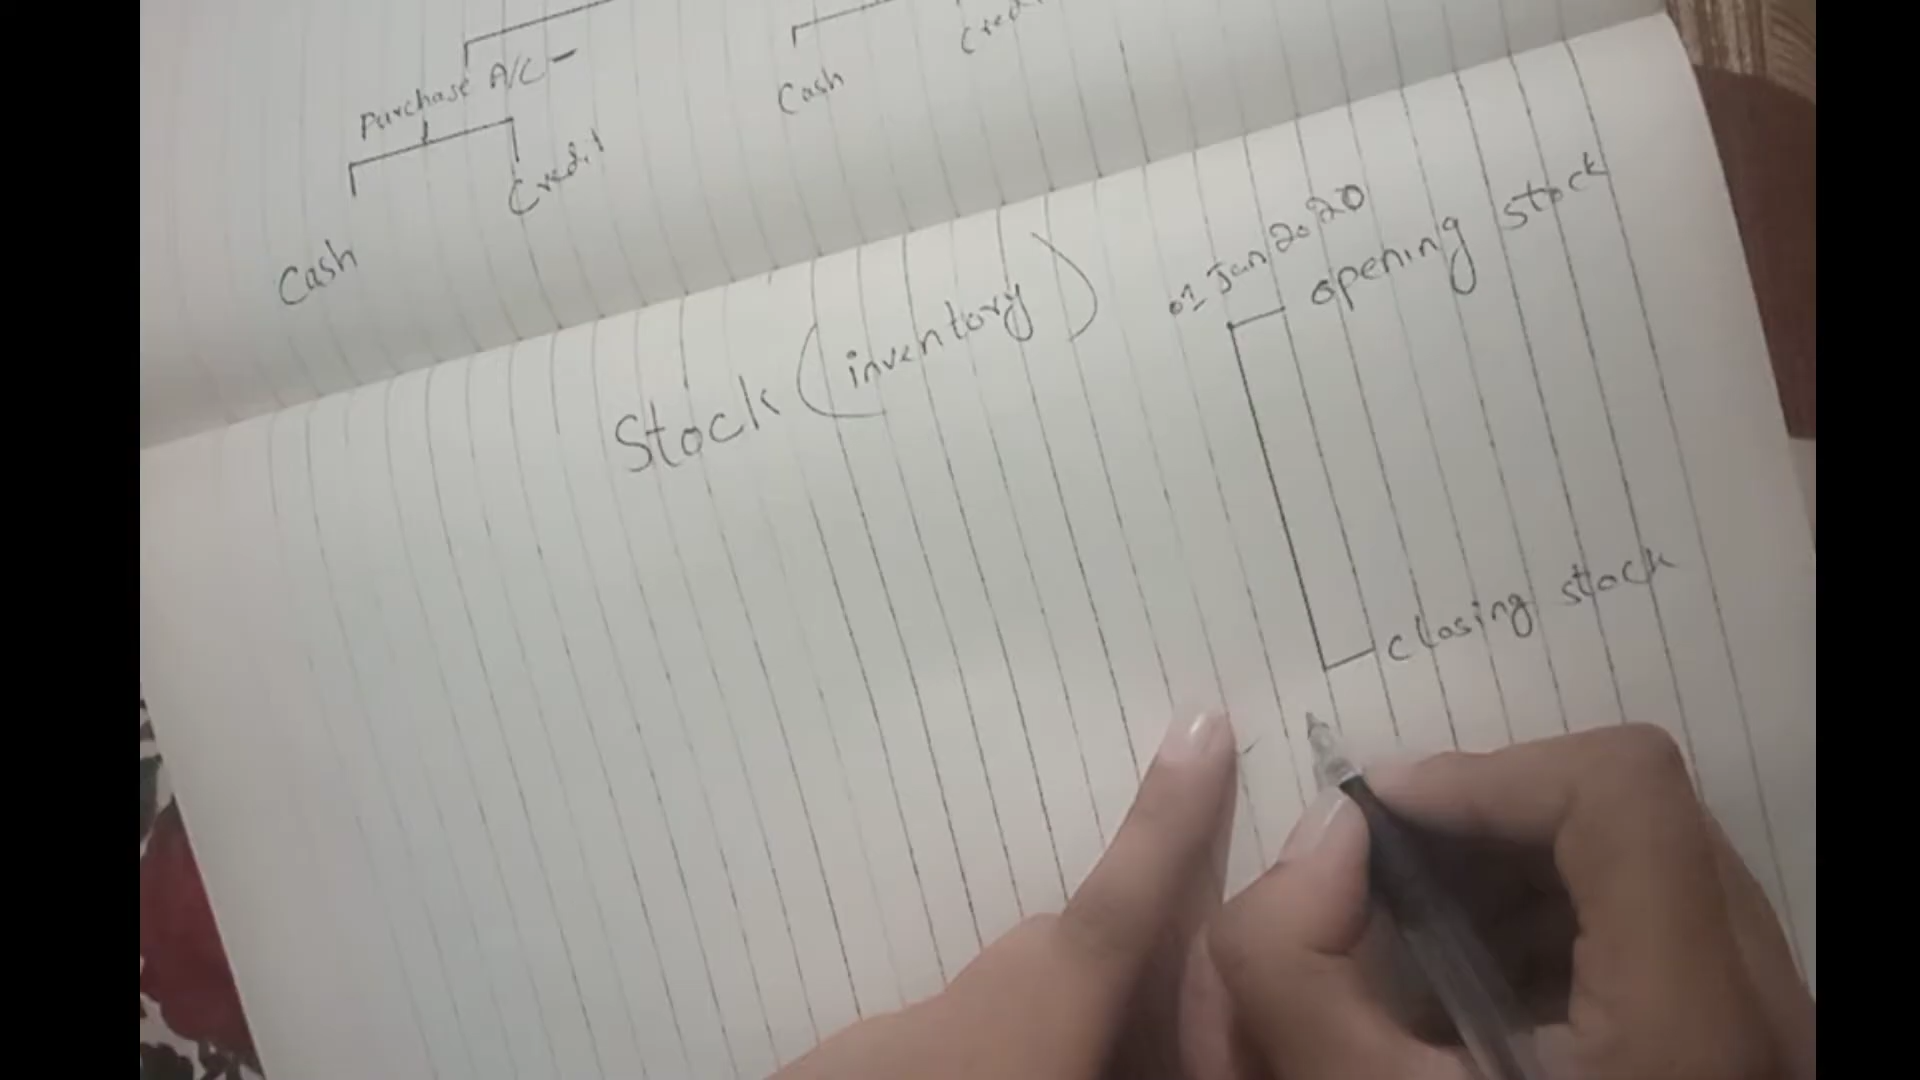 Purchase A/C -
Cash
Credit
Cash
Stock (inventory)
01 Jan 2020
opening stock
closing stock